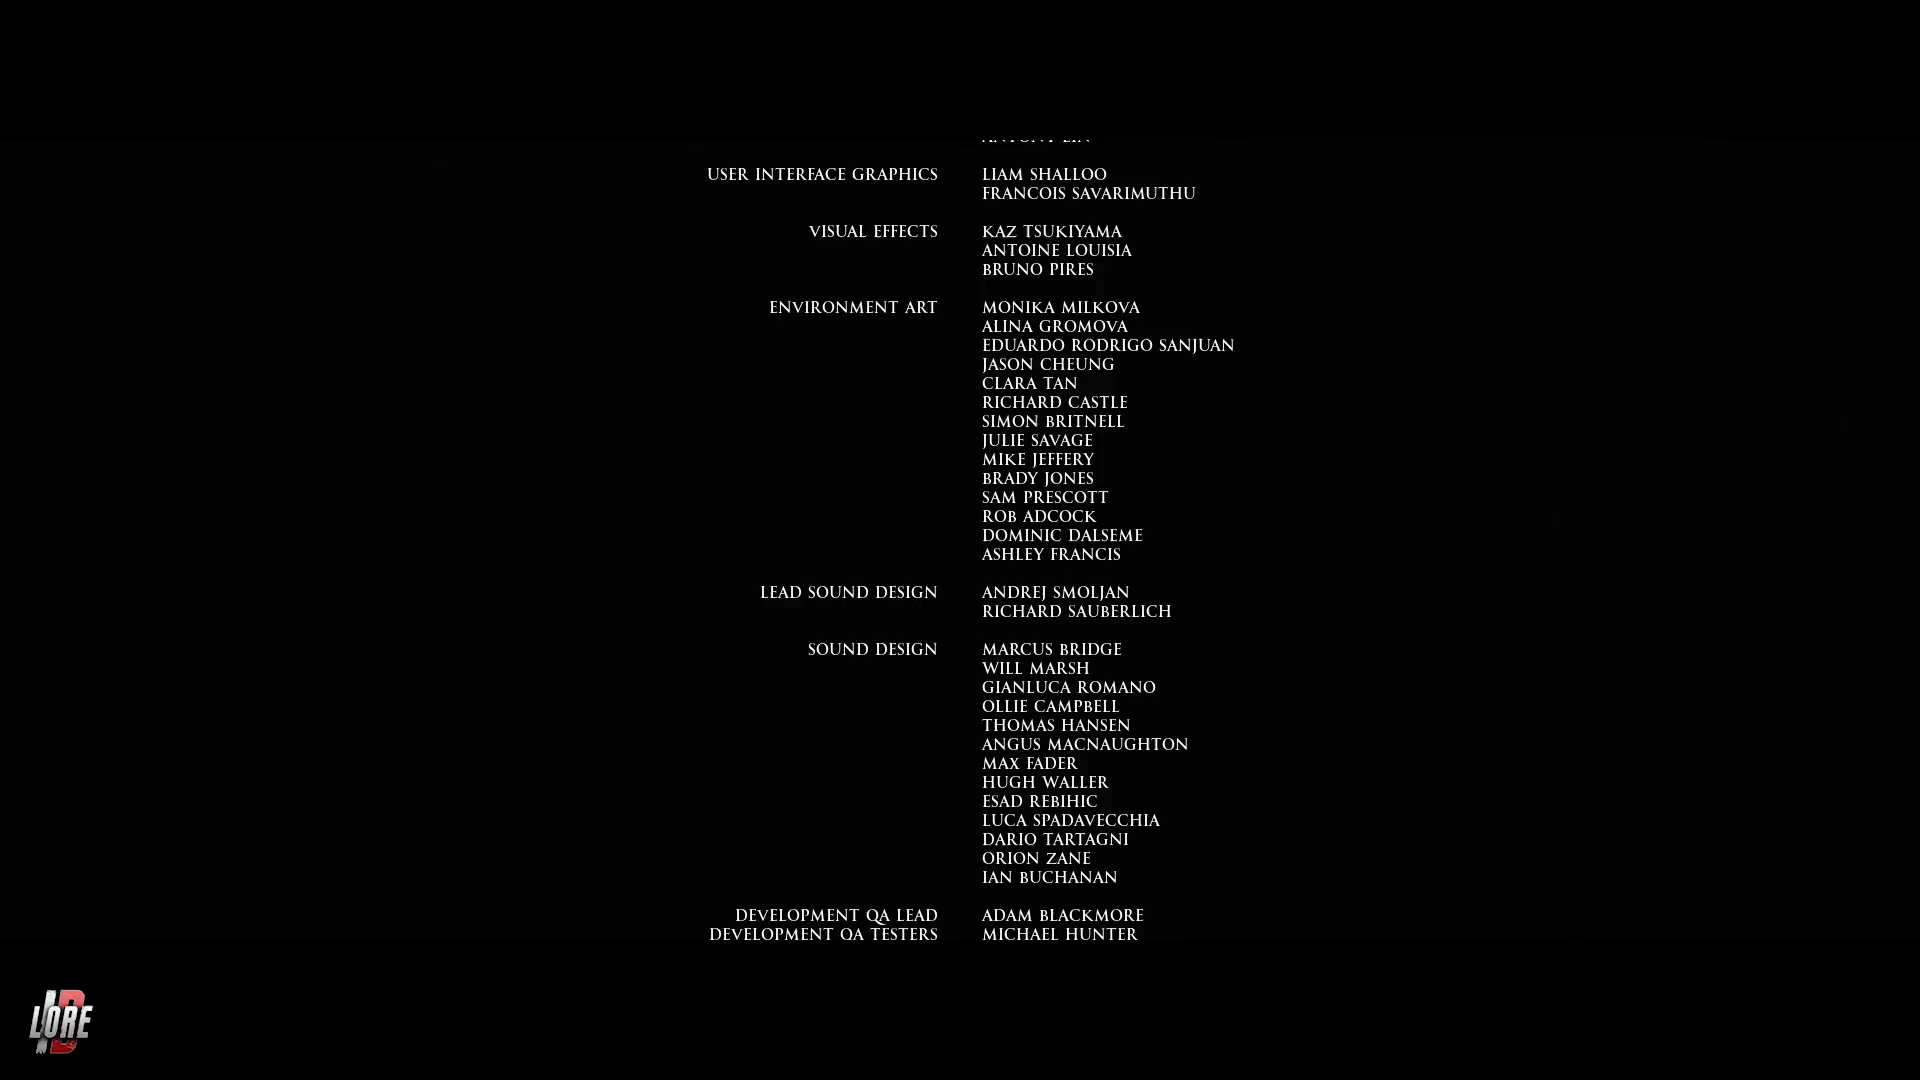 USER INTERFACE GRAPHICS LIAM SHALLOO
FRANCOIS SAVARIMUTHU
VISUAL EFFECTS KAZ TSUKIYAMA
ANTOINE LOUISIA
BRUNO PIRES
ENVIRONMENT ART MONIKA MILKOVA
ALINA GROMOVA
EDUARDO RODRIGO SANJUAN
JASON CHEUNG
CLARA TAN
RICHARD CASTLE
SIMON BRITNELL
JULIE SAVAGE
MIKE JEFFERY
BRADY JONES
SAM PRESCOTT
ROB ADCOCK
DOMINIC DALSEME
ASHLEY FRANCIS
LEAD SOUND DESIGN ANDREJ SMOLJAN
RICHARD SAUBERLICH
SOUND DESIGN MARCUS BRIDGE
WILL MARSH
GIANLUCA ROMANO
OLLIE CAMPBELL
THOMAS HANSEN
ANGUS MACNAUGHTON
MAX FADER
HUGH WALLER
ESAD REBIHIC
LUCA SPADAVECCHIA
DARIO TARTAGNI
ORION ZANE
IAN BUCHANAN
DEVELOPMENT QA LEAD ADAM BLACKMORE
DEVELOPMENT QA TESTERS MICHAEL HUNTER
LORE